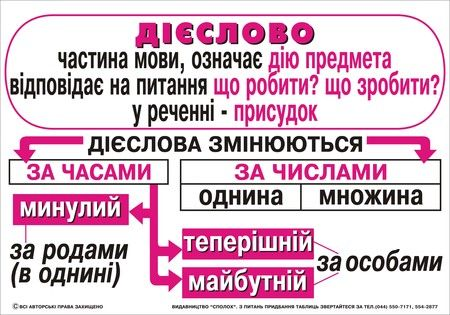 ДІЄСЛОВО
частина мови, означає дію предмета
відповідає на питання що робити? що зробити?
у реченні - присудок
ДІЄСЛОВА ЗМІНЮЮТЬСЯ
ЗА ЧАСАМИ
ЗА ЧИСЛАМИ
однина множина
минулий
за родами
(в однині)
теперішній
майбутній
за особами
© ВСІ АВТОРСЬКІ ПРАВА ЗАХИЩЕНО
ВИДАВНИЦТВО "СПОЛОХ". З ПИТАНЬ ПРИДБАННЯ ТАБЛИЦЬ ЗВЕРТАЙТЕСЯ ЗА ТЕЛ.(044) 550-7171, 554-2877